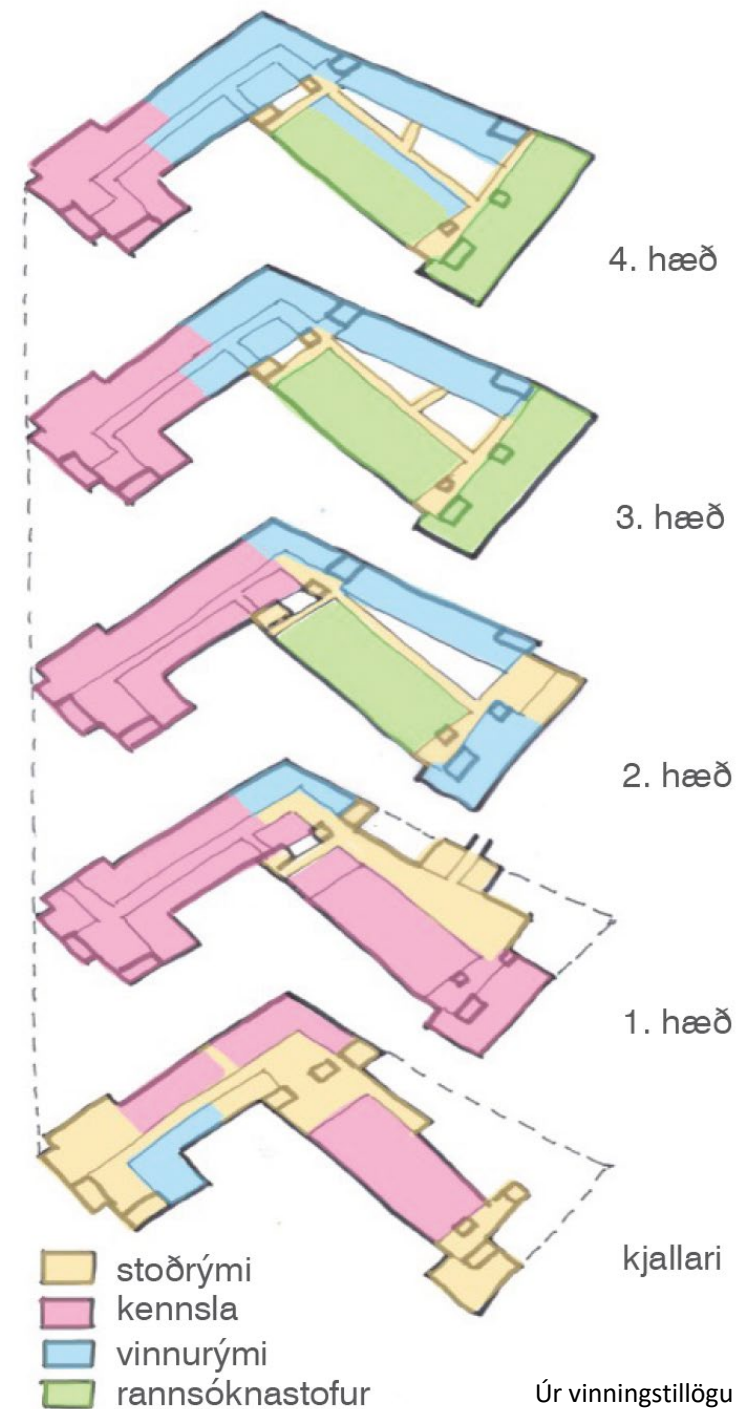 4. hæð
3. hæð
2. hæð
1. hæð
kjallari
stoðrými
kennsla
vinnurými
rannsóknastofur
Úr vinningstillögu